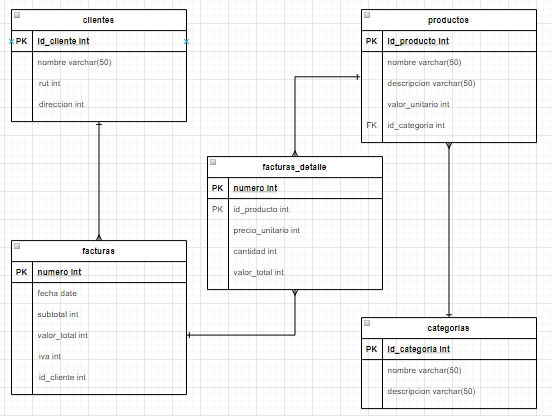 clientes
PK id_cliente int
nombre varchar(50)
rut int
direccion int
productos
PK id_producto int
nombre varchar(50)
descripcion varchar(50)
valor_unitario int
FK id_categoria int
facturas_detalle
PK numero int
PK id_producto int
precio_unitario int
cantidad int
valor_total int
facturas
PK numero int
fecha date
subtotal int
valor_total int
iva int
id_cliente int
categorias
PK id_categoria int
nombre varchar(50)
descripcion varchar(50)